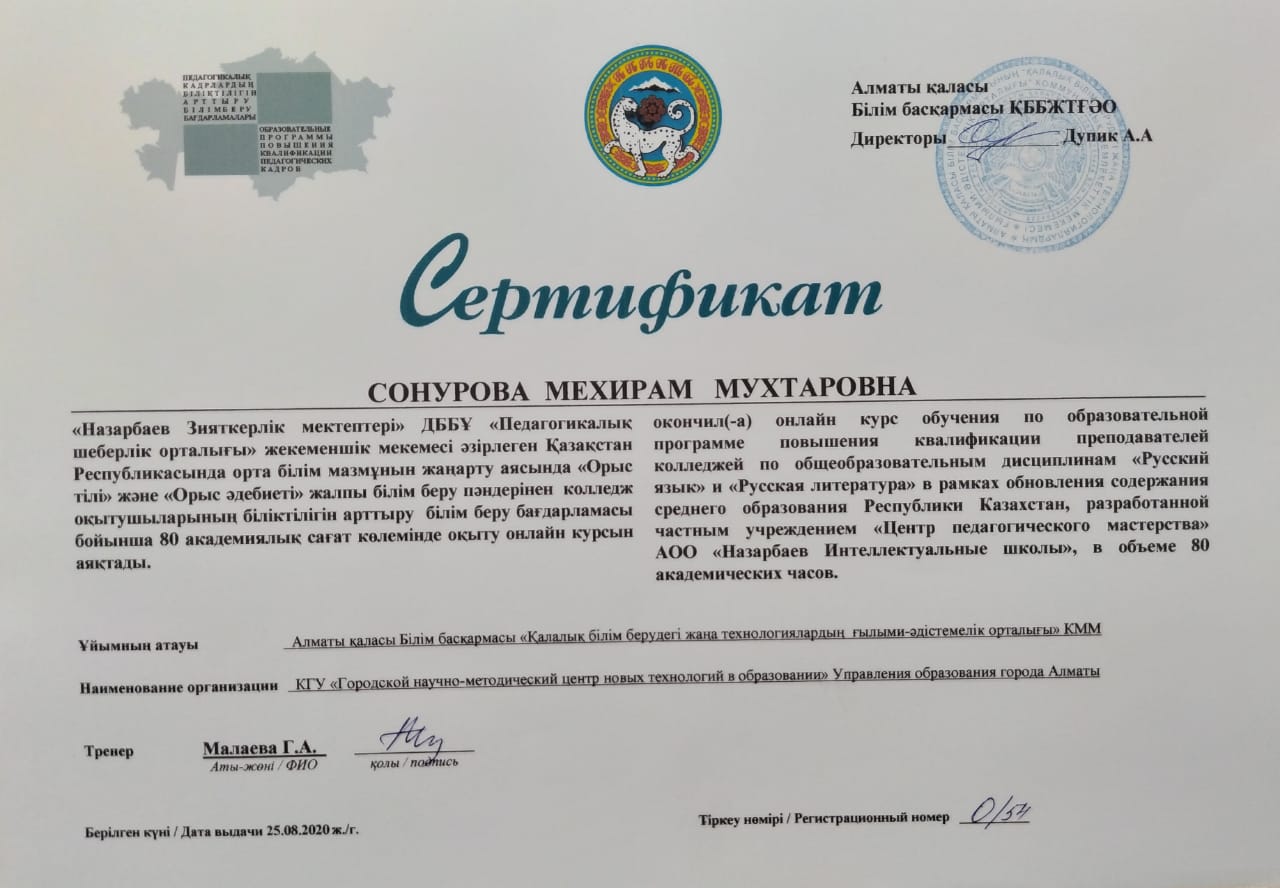 ПЕДАГОГИКАЛЫҚ
КАДРЛАРДЫҢ
БІЛІКТІЛІГІН
АРТТЫРУ
БІЛІМБЕРУ
БАҒДАРЛАМАЛАРЫ
ОБРАЗОВАТЕЛЬНЫЕ
ПРОГРАММЫ
ПОВЫШЕНИЯ
КВАЛИФИКАЦИИ
ПЕДАГОГИЧЕСКИХ
КАДРОВ
Алматы қаласы
Білім басқармасы ҚББЖТҒӘО
Директоры Дупик А.А
Сертификат
СОНУРОВА МЕХИРАМ МУХТАРОВНА
«Назарбаев Зияткерлік мектептері» ДББҰ «Педагогикалық
шеберлік орталығы» жекеменшік мекемесі әзірлеген Қазақстан
Республикасында орта білім мазмұнын жаңарту аясында «Орыс
тілі» және «Орыс әдебиеті» жалпы білім беру пәндерінен колледж
оқытушыларының біліктілігін арттыру білім беру бағдарламасы
бойынша 80 академиялық сағат көлемінде оқыту онлайн курсын
аяқтады.
окончил(-а) онлайн курс обучения по образовательной
программе повышения квалификации преподавателей
колледжей по общеобразовательным дисциплинам «Русский
язык» и «Русская литература» в рамках обновления содержания
среднего образования Республики Казахстан, разработанной
частным учреждением «Центр педагогического мастерства»
АОО «Назарбаев Интеллектуальные школы», в объеме 80
академических часов.
Ұйымның атауы Алматы қаласы Білім басқармасы «Қалалық білім берудегі жаңа технологиялардың ғылыми-әдістемелік орталығы» КММ
Наименование организации КГУ «Городской научно-методический центр новых технологий в образовании» Управления образования города Алматы
Тренер Малаева Г.А.
Аты-жөні / ФИО қолы / подпись
Берілген күні / Дата выдачи 25.08.2020 ж./г.
Тіркеу нөмірі / Регистрационный номер 0/54